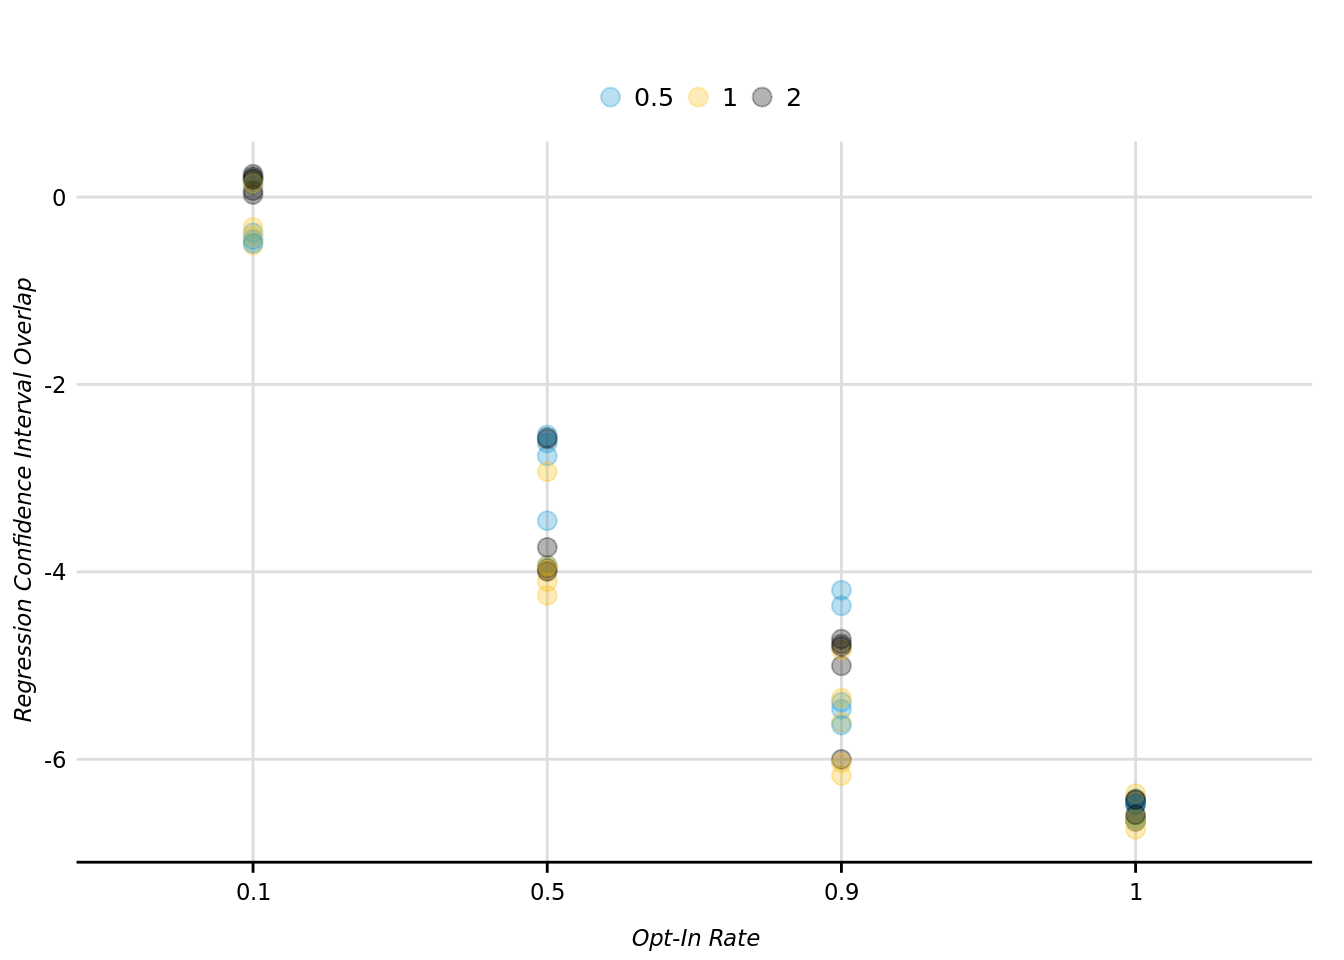 0.5 1 2
Regression Confidence Interval Overlap
0
-2
-4
-6
0.1 0.5 0.9 1
Opt-In Rate